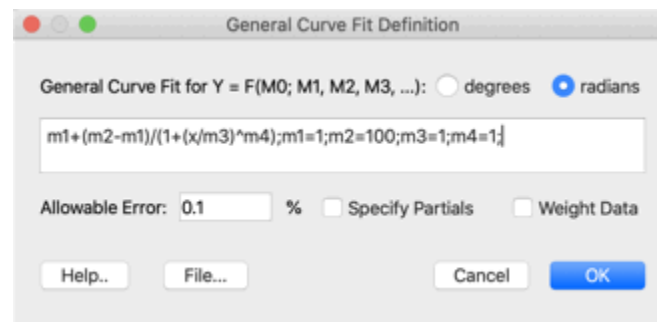 General Curve Fit Definition
General Curve Fit for Y = F(M0; M1, M2, M3, ...): degrees radians
m1+(m2-m1)/(1+(x/m3)^m4);m1=1;m2=100;m3=1;m4=1;
Allowable Error: 0.1 % Specify Partials Weight Data
Help.. File... Cancel OK